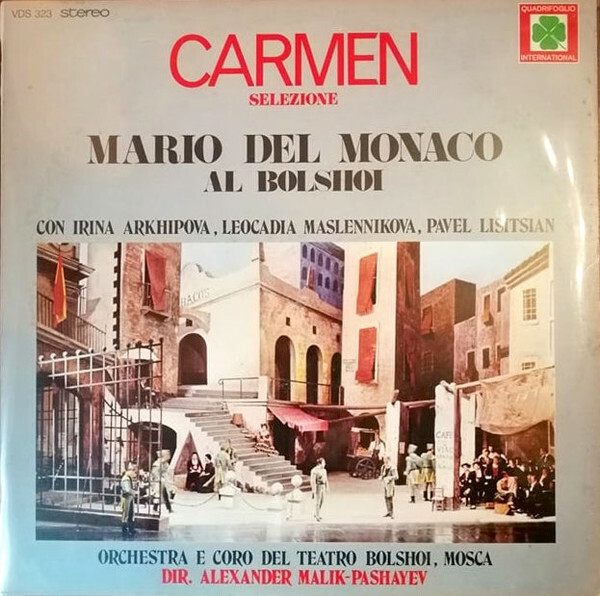 VDS 323 stereo
QUADRIFOGLIO
INTERNATIONAL
CARMEN
SELEZIONE
MARIO DEL MONACO
AL BOLSHOI
CON IRINA ARKHIPOVA, LEOCADIA MASLENNIKOVA, PAVEL LISITSIAN
CAFE
ORCHESTRA E CORO DEL TEATRO BOLSHOI, MOSCA
DIR. ALEXANDER MALIK-PASHAYEV